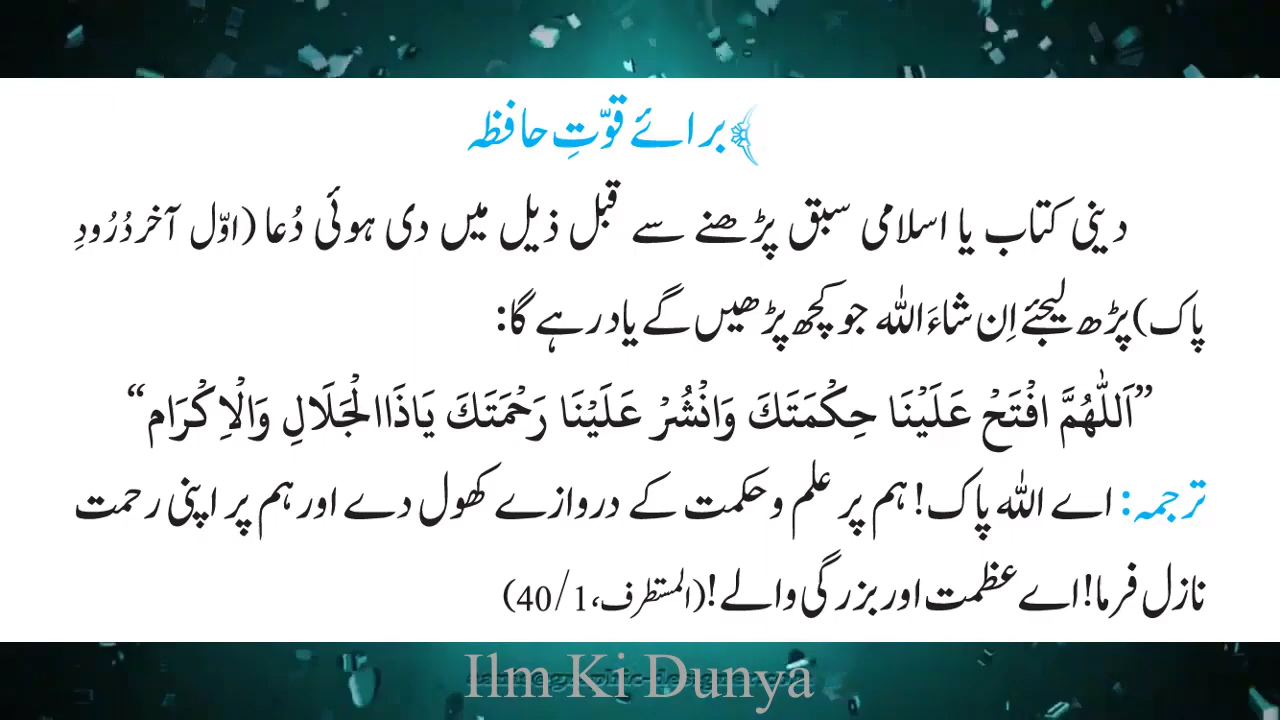 برائے قوّتِ حافظہ
دینی کتاب یا اسلامی سبق پڑھنے سے قبل ذیل میں دی ہوئی دُعا (اوّل آخر دُرُودِ
پاک) پڑھ لیجئے اِن شاءَ اللہ جو کچھ پڑھیں گے یاد رہے گا:
”اَللّٰهُمَّ افْتَحْ عَلَيْنَا حِكْمَتَكَ وَانْشُرْ عَلَيْنَا رَحْمَتَكَ يَاذَاالْجَلَالِ وَالْاِكْرَام“
ترجمہ: اے اللہ پاک! ہم پر علم و حکمت کے دروازے کھول دے اور ہم پر اپنی رحمت
نازل فرما! اے عظمت اور بزرگی والے! (المستطرف، 40/1)
Ilm Ki Dunya